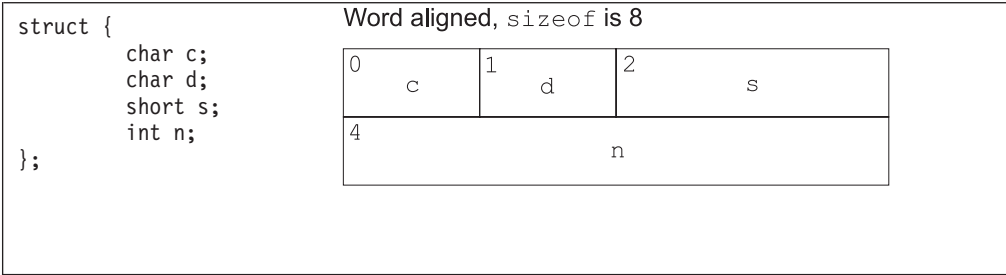 struct {
char c;
char d;
short s;
int n;
};
Word aligned, sizeof is 8
0
c
1
d
2
s
4
n